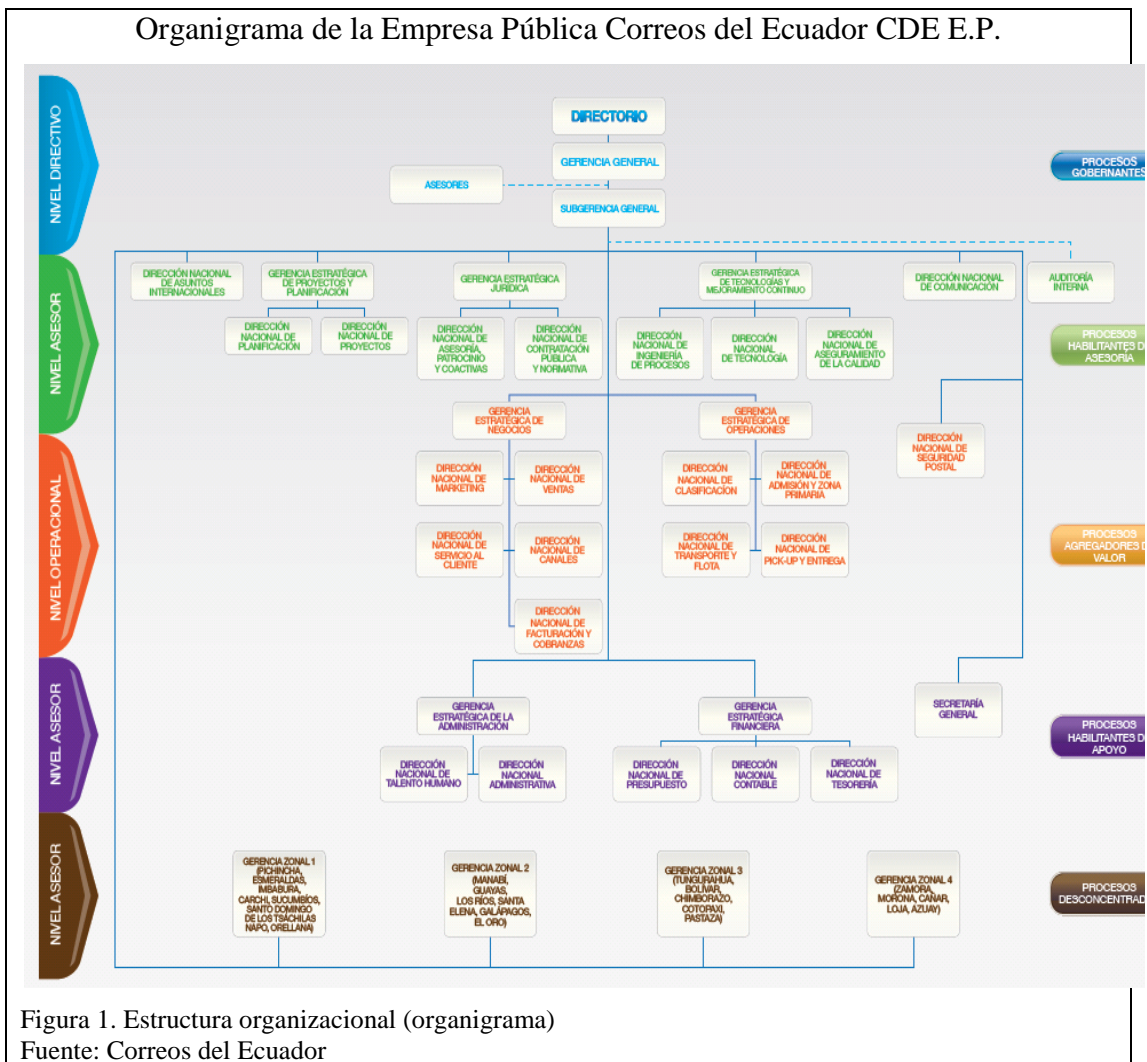 Organigrama de la Empresa Pública Correos del Ecuador CDE E.P.
NIVEL DIRECTIVO
DIRECTORIO
GERENCIA GENERAL
ASESORES
SUBGERENCIA GENERAL
PROCESOS
GOBERNANTES
NIVEL ASESOR
DIRECCIÓN NACIONAL
DE ASUNTOS
INTERNACIONALES
GERENCIA ESTRATÉGICA
DE PROYECTOS Y
PLANIFICACIÓN
GERENCIA ESTRATÉGICA
JURÍDICA
GERENCIA ESTRATÉGICA
DE TECNOLOGÍAS Y
MEJORAMIENTO CONTINUO
DIRECCIÓN NACIONAL
DE COMUNICACIÓN
AUDITORÍA
INTERNA
DIRECCIÓN
NACIONAL DE
PLANIFICACIÓN
DIRECCIÓN
NACIONAL DE
PROYECTOS
DIRECCIÓN
NACIONAL DE
ASESORÍA,
PATROCINIO
Y COACTIVAS
DIRECCIÓN
NACIONAL DE
CONTRATACIÓN
PÚBLICA
Y NORMATIVA
DIRECCIÓN
NACIONAL DE
INGENIERÍA
DE PROCESOS
DIRECCIÓN
NACIONAL
DE TECNOLOGÍA
DIRECCIÓN
NACIONAL DE
ASEGURAMIENTO
DE LA CALIDAD
PROCESOS
HABILITANTES D
ASESORIA
NIVEL OPERACIONAL
GERENCIA
ESTRATÉGICA DE
NEGOCIOS
GERENCIA
ESTRATÉGICA DE
OPERACIONES
DIRECCIÓN
NACIONAL DE
SEGURIDAD
POSTAL
DIRECCIÓN
NACIONAL DE
MARKETING
DIRECCIÓN
NACIONAL DE
VENTAS
DIRECCIÓN
NACIONAL DE
CLASIFICACÍON
DIRECCIÓN
NACIONAL DE
ADMISIÓN Y ZONA
PRIMARIA
DIRECCIÓN
NACIONAL DE
SERVICIO AL
CLIENTE
DIRECCIÓN
NACIONAL DE
CANALES
DIRECCIÓN
NACIONAL DE
TRANSPORTE Y
FLOTA
DIRECCIÓN
NACIONAL DE
PICK-UP Y ENTREGA
DIRECCIÓN
NACIONAL DE
FACTURACIÓN Y
COBRANZAS
PROCESOS
AGREGADORES D
VALOR
NIVEL ASESOR
GERENCIA
ESTRATÉGICA DE LA
ADMINISTRACIÓN
GERENCIA
ESTRATÉGICA
FINANCIERA
SECRETARÍA
GENERAL
DIRECCIÓN
NACIONAL DE
TALENTO HUMANO
DIRECCIÓN
NACIONAL
ADMINISTRATIVA
DIRECCIÓN
NACIONAL DE
PRESUPUESTO
DIRECCIÓN
NACIONAL
CONTABLE
DIRECCIÓN
NACIONAL DE
TESORERÍA
PROCESOS
HABILITANTES D
APOYO
NIVEL ASESOR
GERENCIA ZONAL 1
(PICHINCHA,
ESMERALDAS,
IMBABURA,
CARCHI, SUCUMBÍOS,
SANTO DOMINGO
DE LOS TSÁCHILAS
NAPO, ORELLANA)
GERENCIA ZONAL 2
(MANABÍ,
GUAYAS,
LOS RÍOS, SANTA
ELENA, GALÁPAGOS,
EL ORO)
GERENCIA ZONAL 3
(TUNGURAHUA,
BOLÍVAR,
CHIMBORAZO,
COTOPAXI,
PASTAZA)
GERENCIA ZONAL 4
(ZAMORA,
MORONA, CAÑAR,
LOJA, AZUAY)
PROCESOS
DESCONCENTRAD
Figura 1. Estructura organizacional (organigrama)
Fuente: Correos del Ecuador